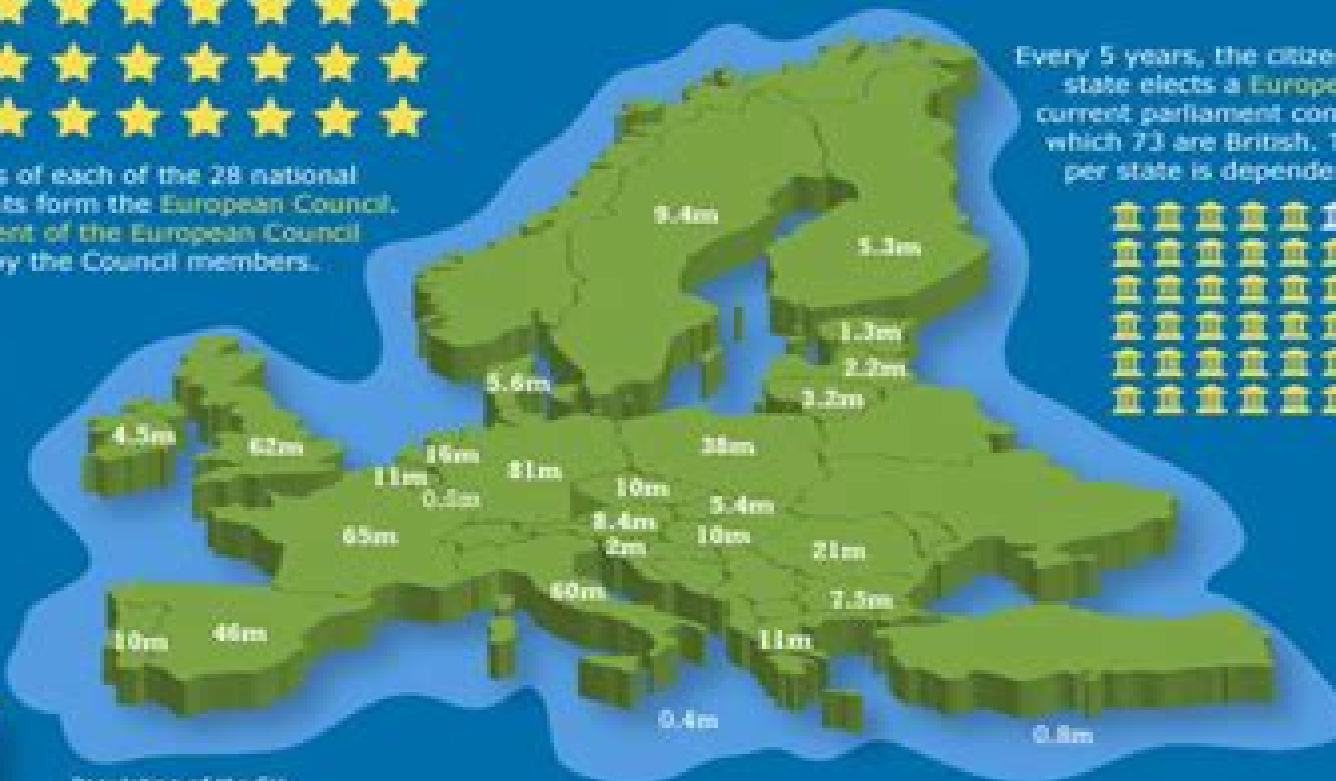 s of each of the 28 national
ts form the European Council.
ent of the European Council
by the Council members.
Every 5 years, the citize
state elects a Europe
current parliament con
which 73 are British. T
per state is depende
9.4m
5.3m
1.3m
2.2m
3.2m
5.6m
4.5m
62m
16m
11m
81m
38m
10m
5.4m
8.4m
10m
2m
65m
21m
60m
7.5m
10m
46m
11m
0.4m
0.8m